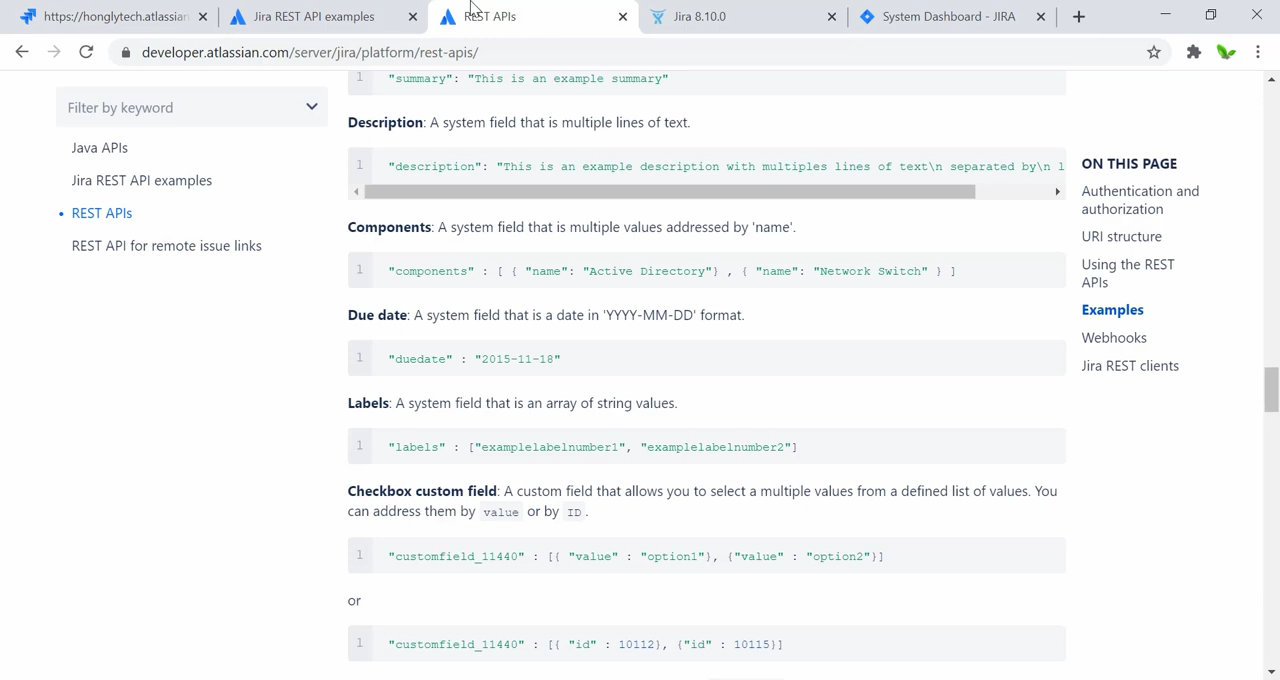 https://honglytech.atlassian
Jira REST API examples
REST APIs
Jira 8.10.0
System Dashboard - JIRA
developer.atlassian.com/server/jira/platform/rest-apis/
Filter by keyword
Java APIs
Jira REST API examples
REST APIs
REST API for remote issue links
1 "summary": "This is an example summary"
Description: A system field that is multiple lines of text.
1 "description": "This is an example description with multiples lines of text\n separated by\n l
Components: A system field that is multiple values addressed by 'name'.
1 "components" : [ { "name": "Active Directory"} , { "name": "Network Switch" } ]
Due date: A system field that is a date in 'YYYY-MM-DD' format.
1 "duedate" : "2015-11-18"
Labels: A system field that is an array of string values.
1 "labels" : ["examplelabelnumber1", "examplelabelnumber2"]
Checkbox custom field: A custom field that allows you to select a multiple values from a defined list of values. You
can address them by value or by ID.
1 "customfield_11440" : [{ "value" : "option1"}, {"value" : "option2"}]
or
1 "customfield_11440" : [{ "id" : 10112}, {"id" : 10115}]
ON THIS PAGE
Authentication and
authorization
URI structure
Using the REST
APIs
Examples
Webhooks
Jira REST clients